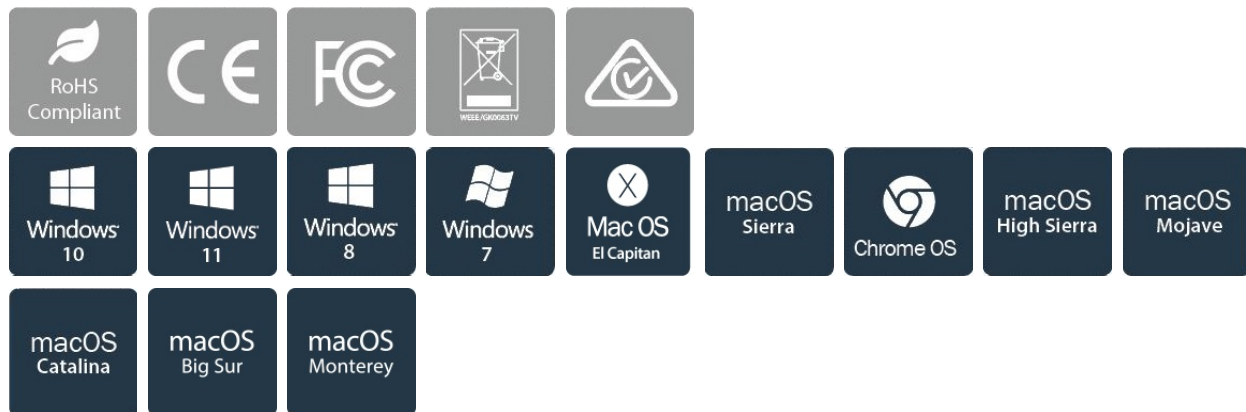 RoHS
Compliant
CE
FC
WEEE/GK0083TV
Windows
10
Windows
11
Windows
8
Windows
7
X
Mac OS
El Capitan
macOS
Sierra
Chrome OS
macOS
High Sierra
macOS
Mojave
macOS
Catalina
macOS
Big Sur
macOS
Monterey